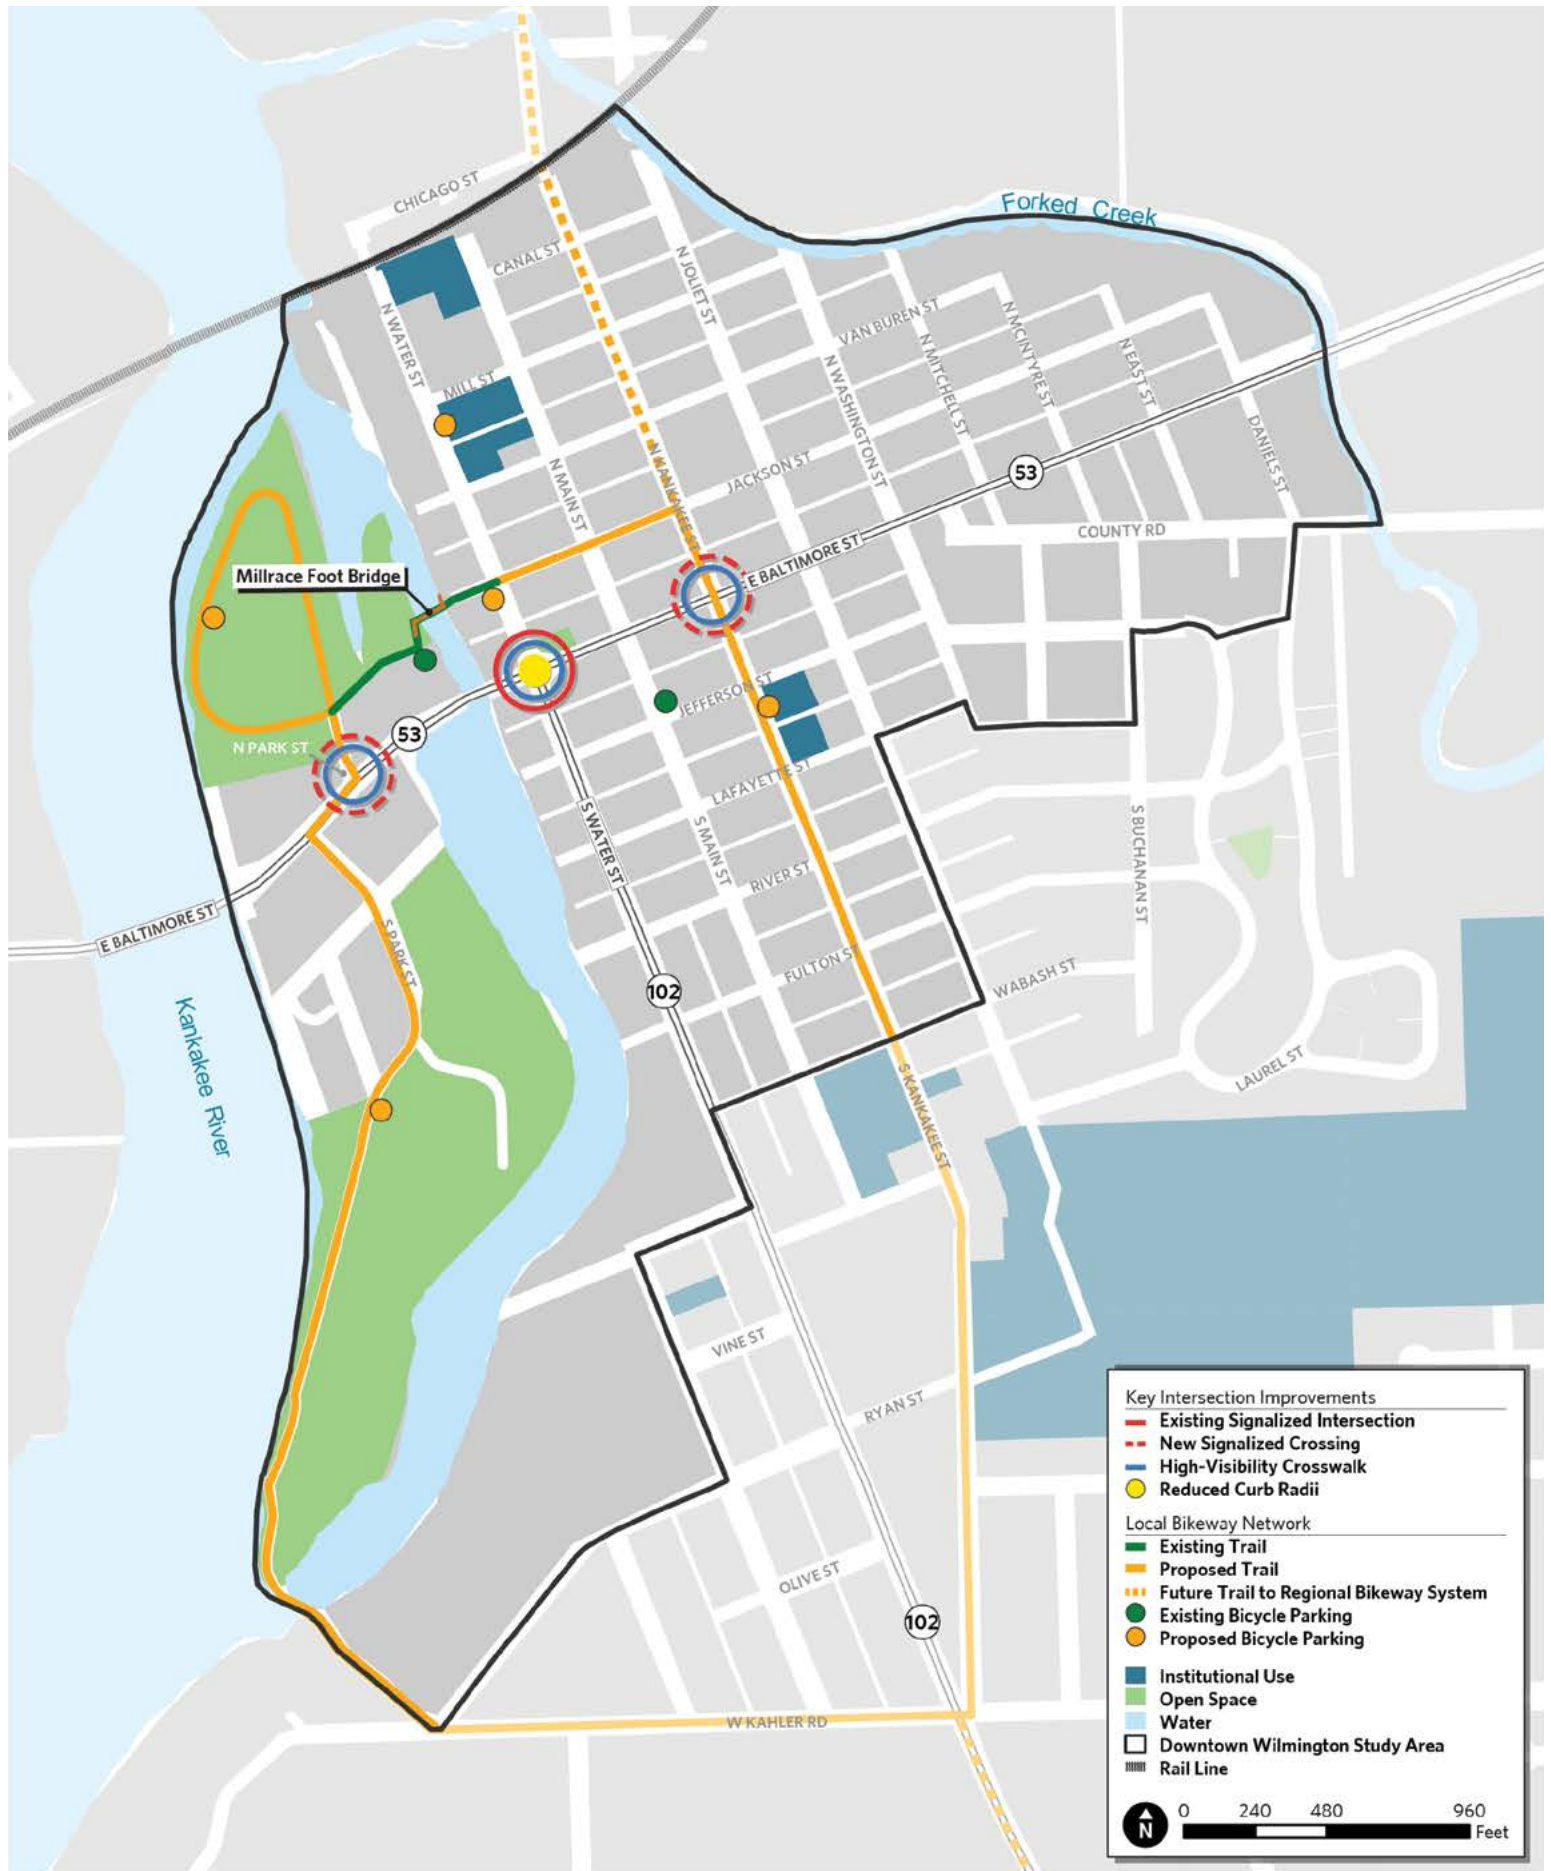 Forked Creek
CHICAGO ST
CANAL ST
N JOLIET ST
N WATER ST
VAN BUREN ST
N MCINTYRE ST
N MITCHELL ST
N EAST ST
MILL ST
N WASHINGTON ST
DANIELS ST
N MAIN ST
N KANKAKEE ST
JACKSON ST
53
COUNTY RD
E BALTIMORE ST
Millrace Foot Bridge
JEFFERSON ST
53
N PARK ST
LAFAYETTE ST
S WATER ST
S MAIN ST
S BUCHANAN ST
RIVER ST
E BALTIMORE ST
S PARK ST
FULTON ST
WABASH ST
102
Kankakee River
LAUREL ST
S KANKAKEE ST
VINE ST
RYAN ST
OLIVE ST
102
W KAHLER RD
Key Intersection Improvements
Existing Signalized Intersection
New Signalized Crossing
High-Visibility Crosswalk
Reduced Curb Radii
Local Bikeway Network
Existing Trail
Proposed Trail
Future Trail to Regional Bikeway System
Existing Bicycle Parking
Proposed Bicycle Parking
Institutional Use
Open Space
Water
Downtown Wilmington Study Area
Rail Line
N
0 240 480 960
Feet